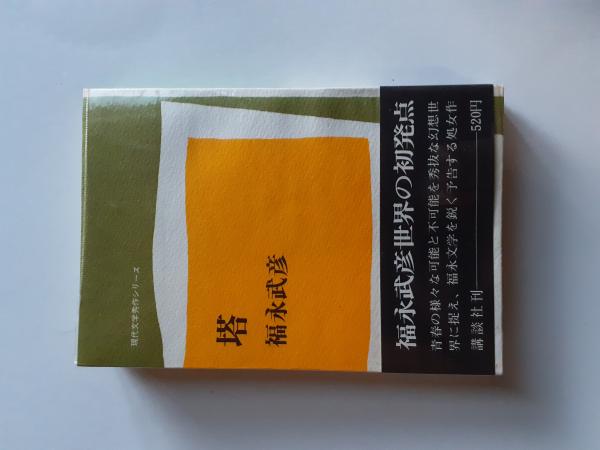 現代文学秀作シリーズ
塔
福永武彦
福永武彦世界の初発点
青春の様々な可能と不可能を秀抜な幻想世
界に捉え、福永文学を鋭く予告する処女作
講談社刊——520円